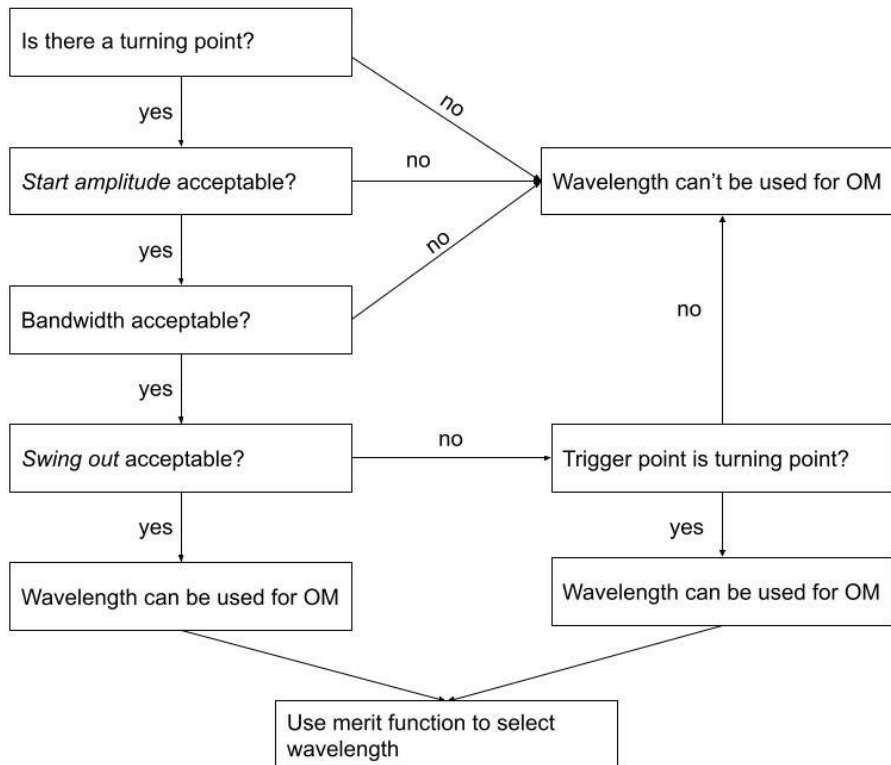 Is there a turning point?
no
yes
Start amplitude acceptable?
no
Wavelength can't be used for OM
yes
no
Bandwidth acceptable?
no
yes
Swing out acceptable?
no
Trigger point is turning point?
yes
yes
Wavelength can be used for OM
Wavelength can be used for OM
Use merit function to select
wavelength